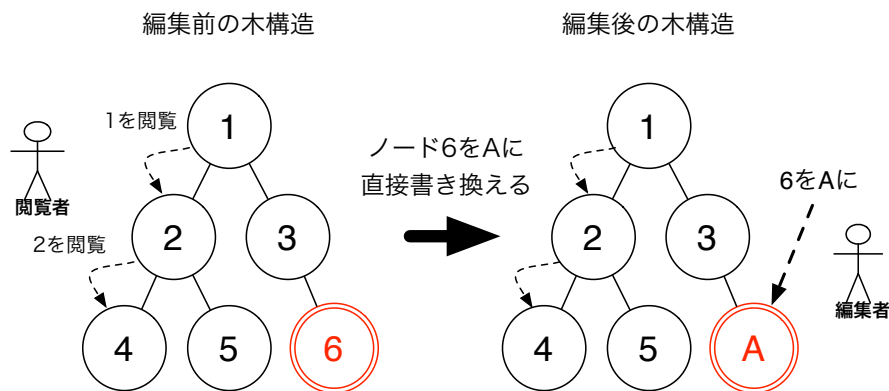 編集前の木構造
編集後の木構造
1
1を閲覧
閲覧者
2
3
2を閲覧
4
5
6
ノード6をAに
直接書き換える
1
6をAに
2
3
編集者
4
5
A